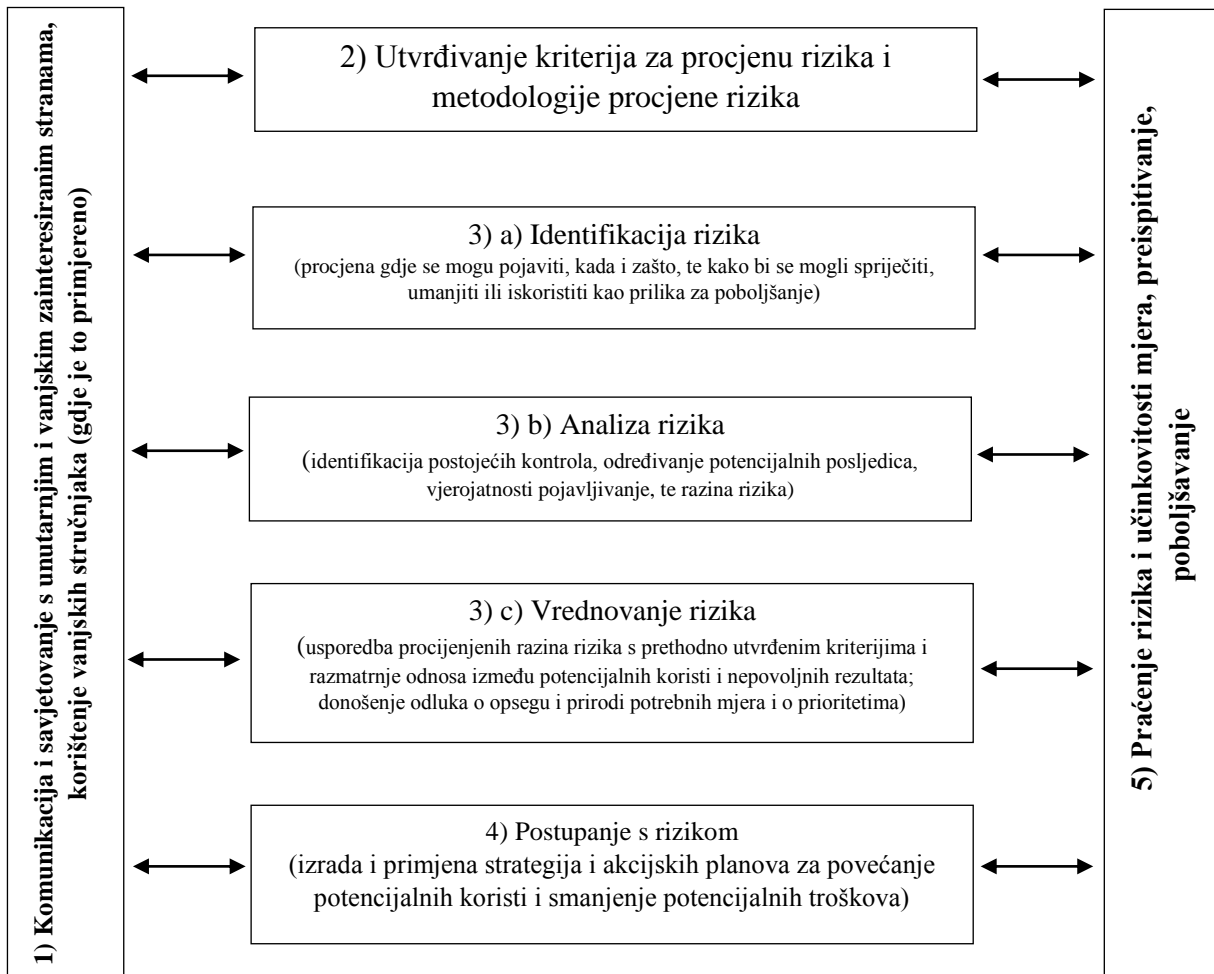 1) Komunikacija i savjetovanje s unutarnjim i vanjskim zainteresiranim stranama,
korištenje vanjskih stručnjaka (gdje je to primjereno)
2) Utvrđivanje kriterija za procjenu rizika i
metodologije procjene rizika
3) a) Identifikacija rizika
(procjena gdje se mogu pojaviti, kada i zašto, te kako bi se mogli spriječiti,
umanjiti ili iskoristiti kao prilika za poboljšanje)
3) b) Analiza rizika
(identifikacija postojećih kontrola, određivanje potencijalnih posljedica,
vjerojatnosti pojavljivanje, te razina rizika)
3) c) Vrednovanje rizika
(usporedba procijenjenih razina rizika s prethodno utvrđenim kriterijima i
razmatrnje odnosa između potencijalnih koristi i nepovoljnih rezultata;
donošenje odluka o opsegu i prirodi potrebnih mjera i o prioritetima)
4) Postupanje s rizikom
(izrada i primjena strategija i akcijskih planova za povećanje
potencijalnih koristi i smanjenje potencijalnih troškova)
5) Praćenje rizika i učinkovitosti mjera, preispitivanje,
poboljšavanje